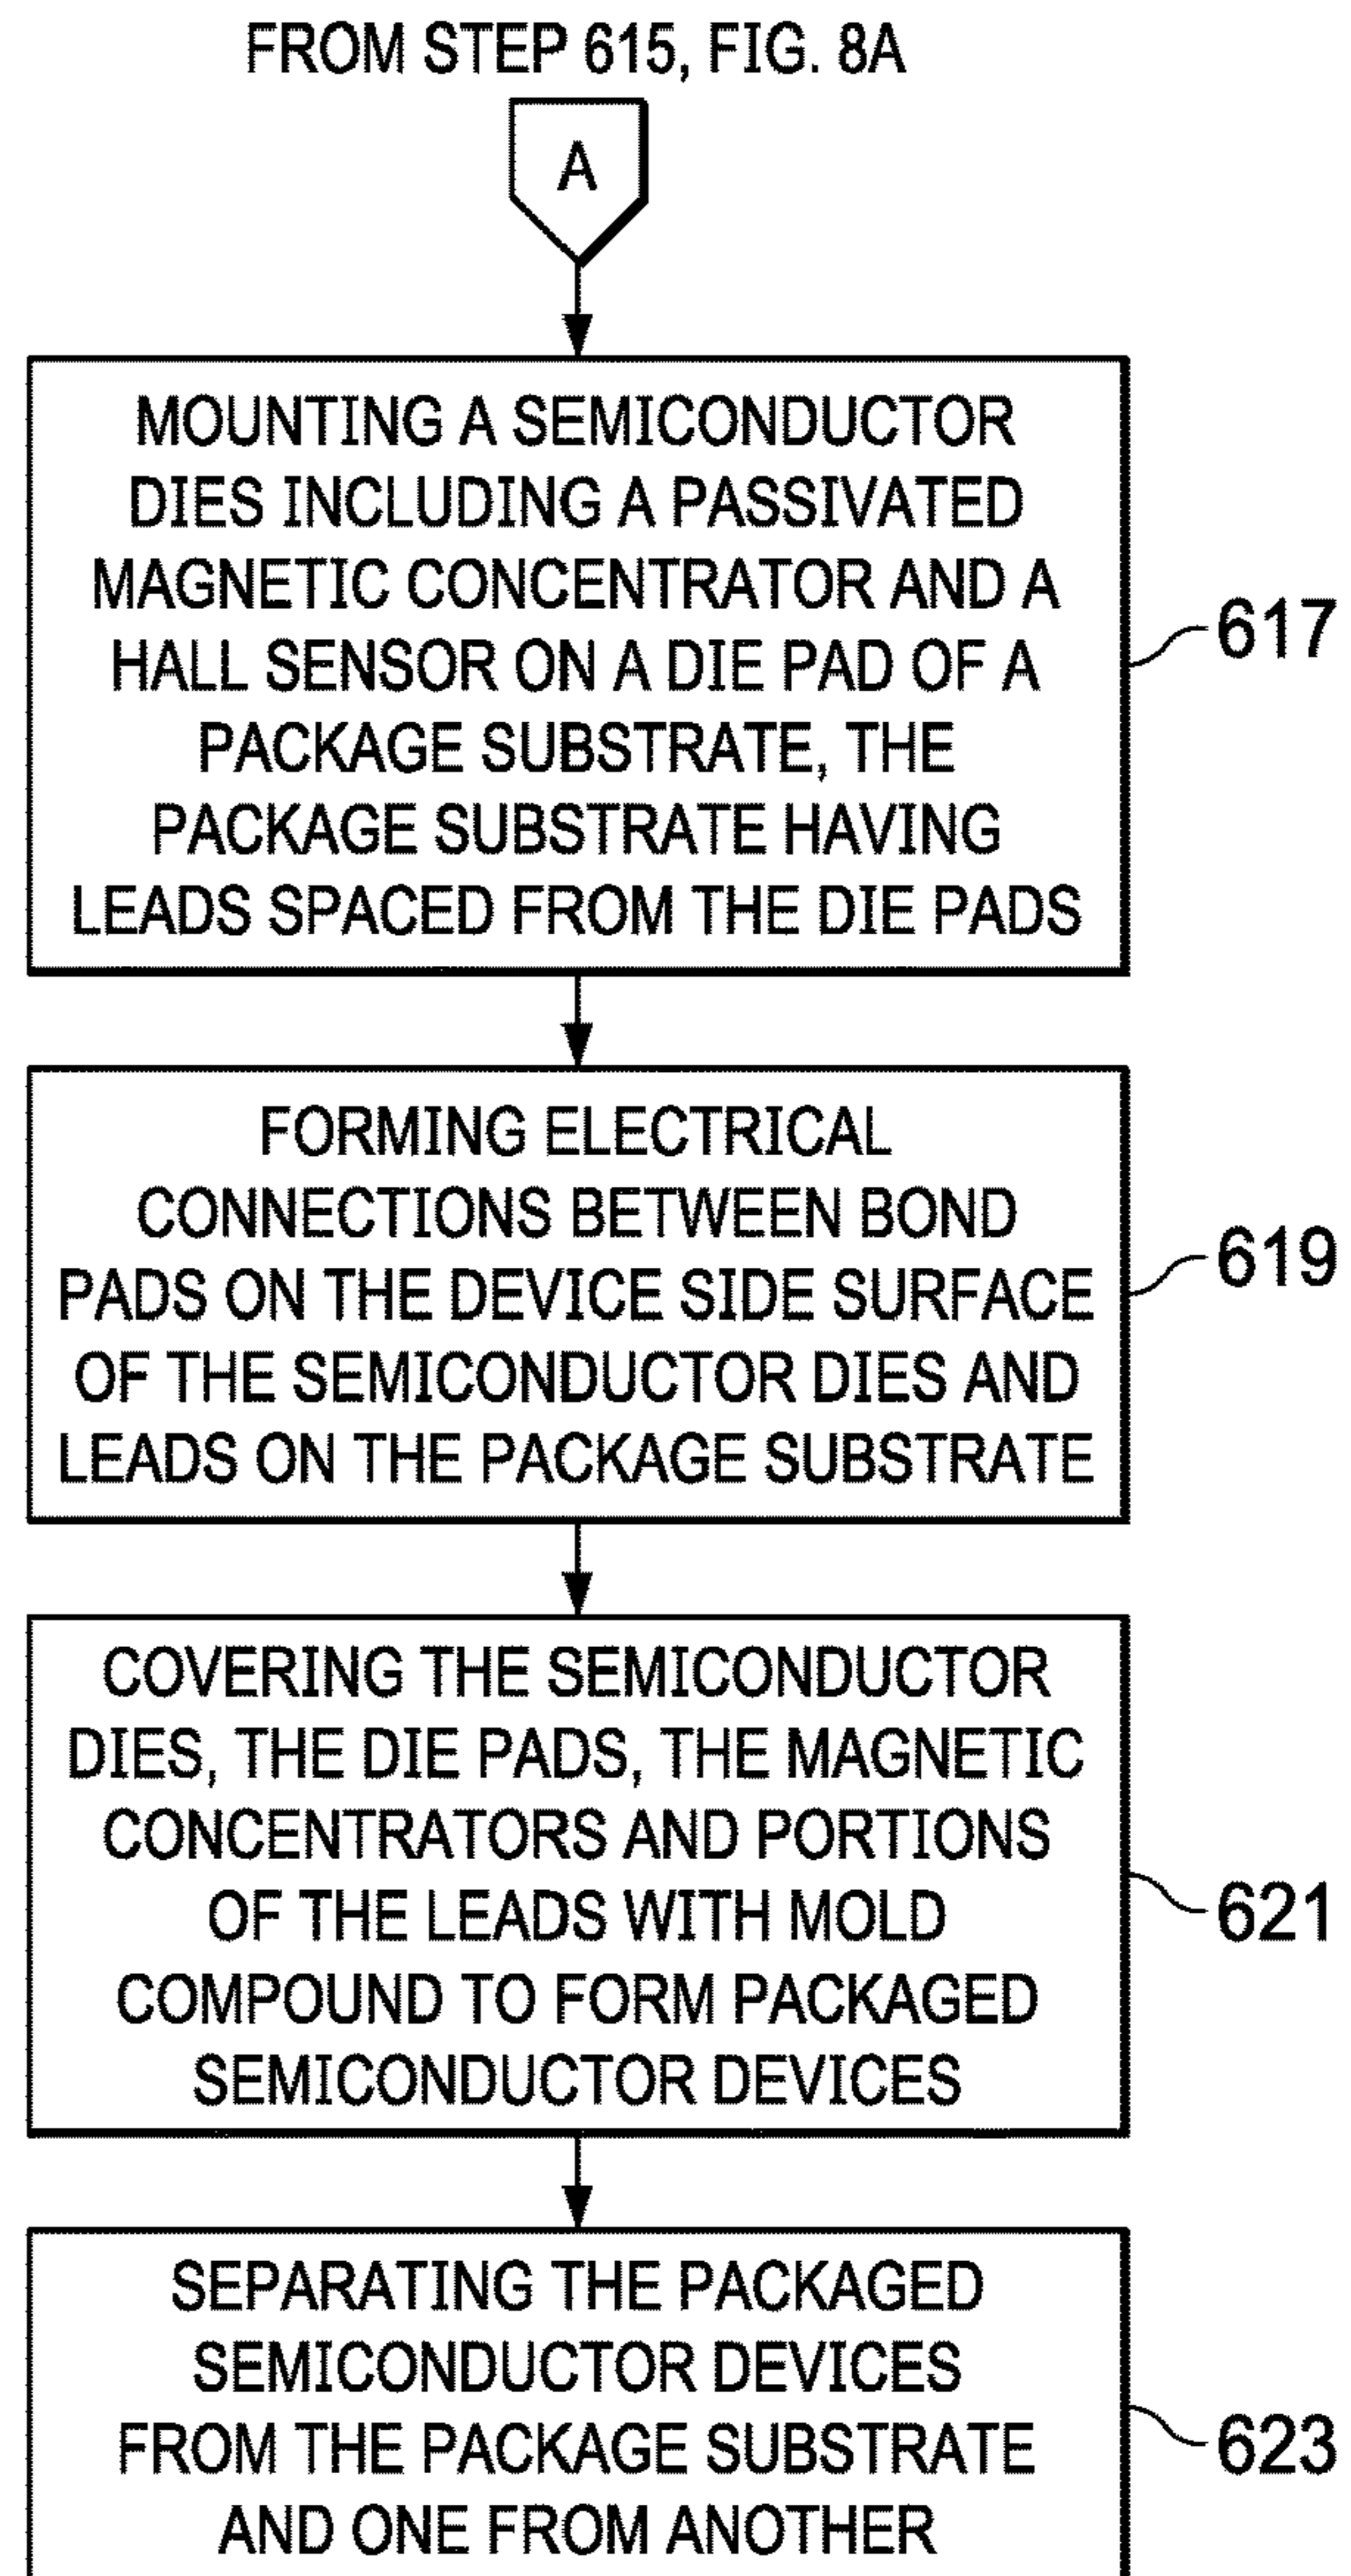 FROM STEP 615, FIG. 8A
A
MOUNTING A SEMICONDUCTOR
DIES INCLUDING A PASSIVATED
MAGNETIC CONCENTRATOR AND A
HALL SENSOR ON A DIE PAD OF A
PACKAGE SUBSTRATE, THE
PACKAGE SUBSTRATE HAVING
LEADS SPACED FROM THE DIE PADS
617
FORMING ELECTRICAL
CONNECTIONS BETWEEN BOND
PADS ON THE DEVICE SIDE SURFACE
OF THE SEMICONDUCTOR DIES AND
LEADS ON THE PACKAGE SUBSTRATE
619
COVERING THE SEMICONDUCTOR
DIES, THE DIE PADS, THE MAGNETIC
CONCENTRATORS AND PORTIONS
OF THE LEADS WITH MOLD
COMPOUND TO FORM PACKAGED
SEMICONDUCTOR DEVICES
621
SEPARATING THE PACKAGED
SEMICONDUCTOR DEVICES
FROM THE PACKAGE SUBSTRATE
AND ONE FROM ANOTHER
623